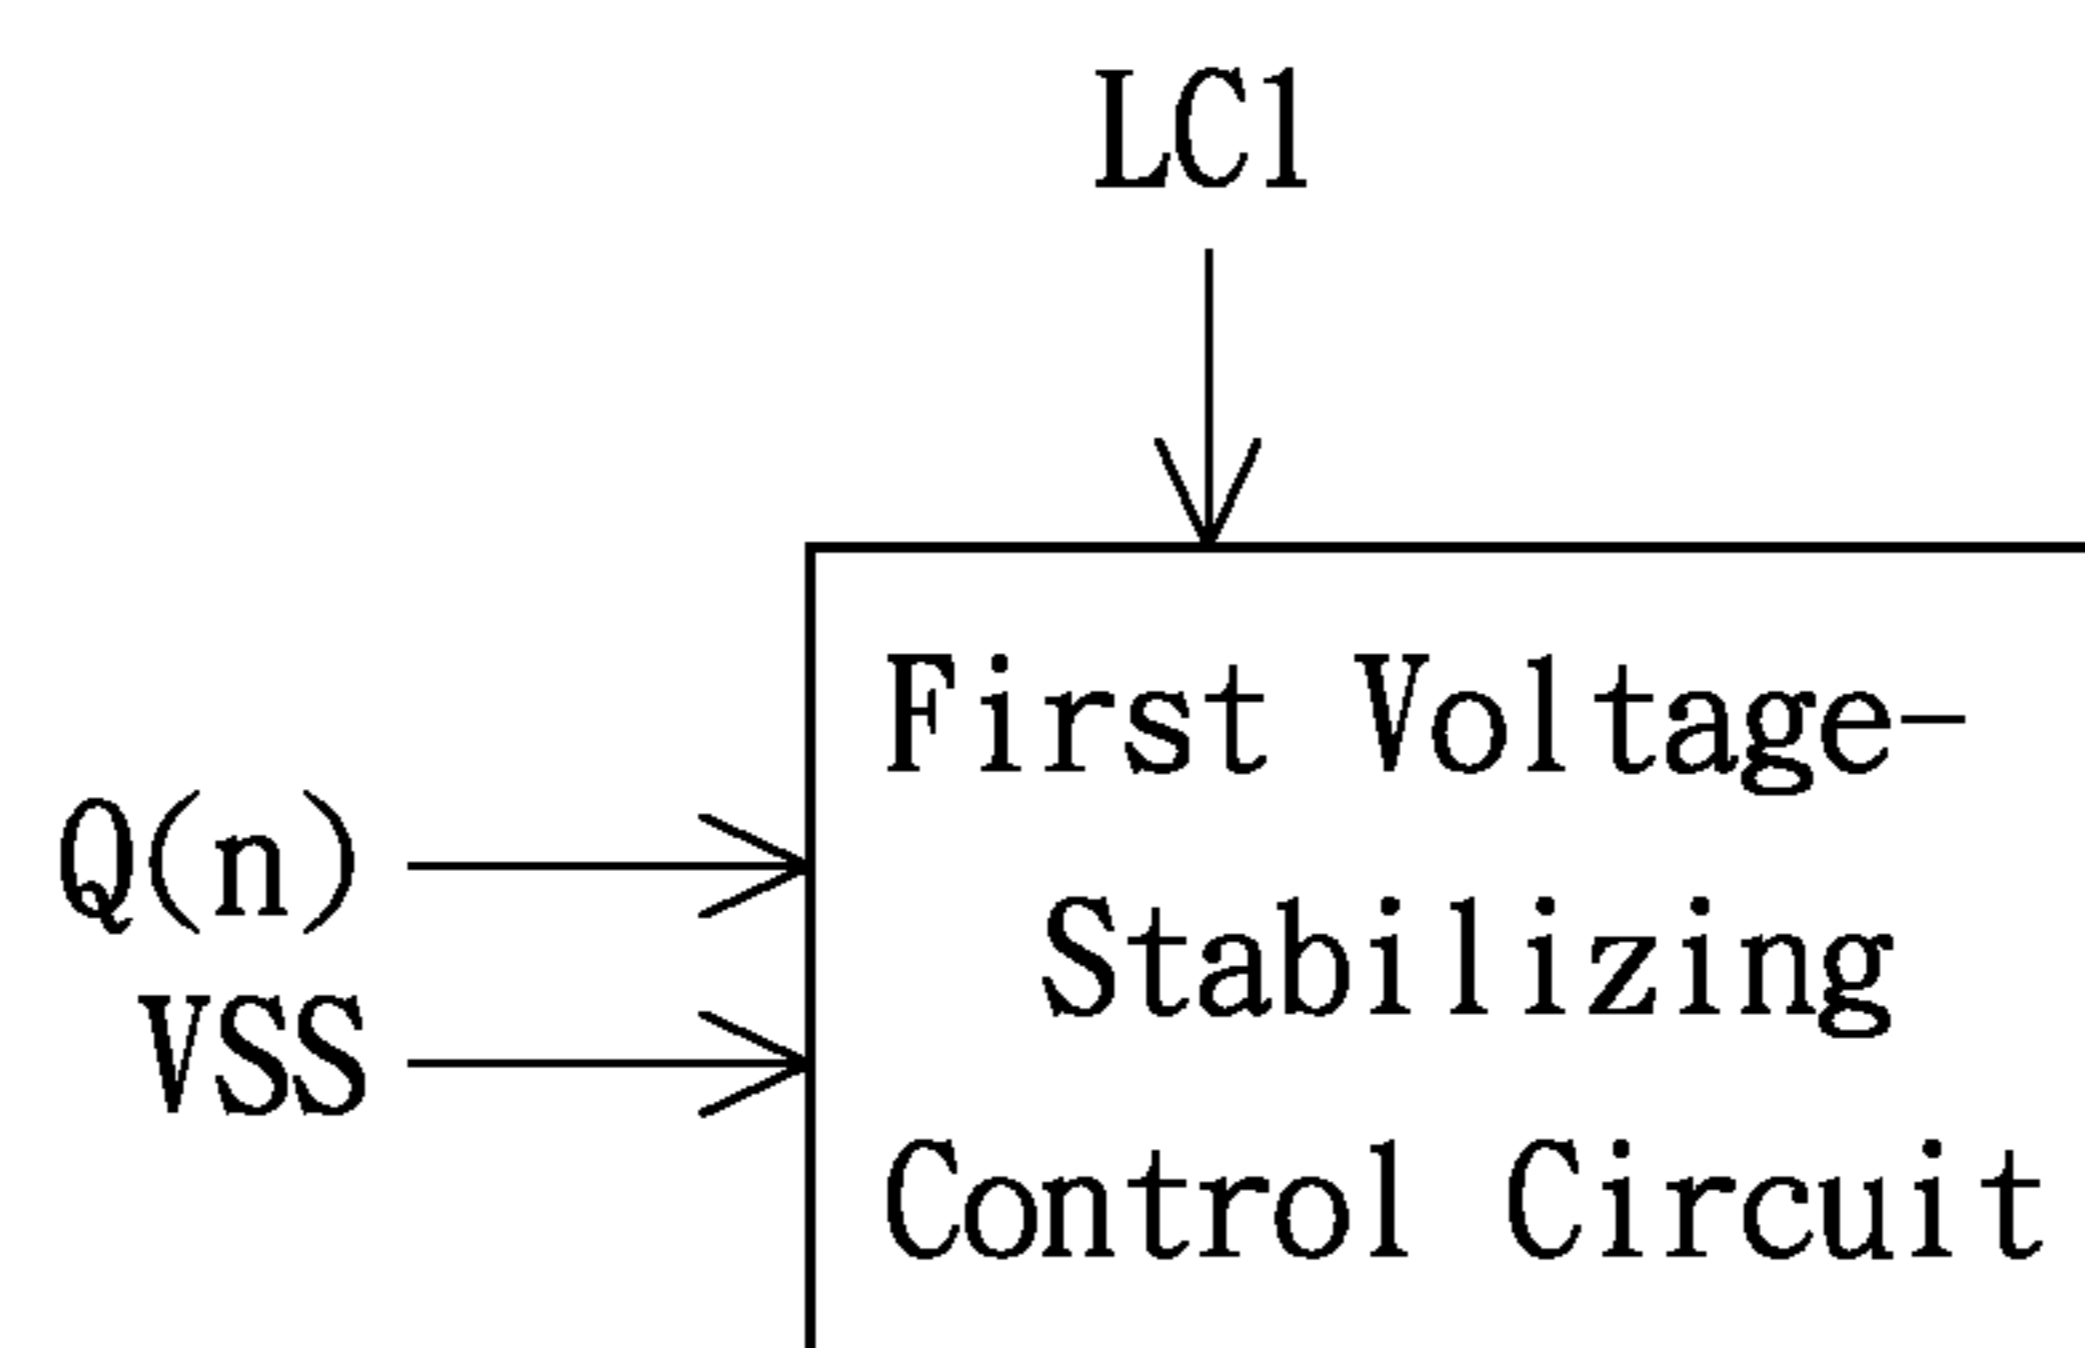 LC1
First Voltage-
Q(n)
Stabilizing
VSS
Control Circuit